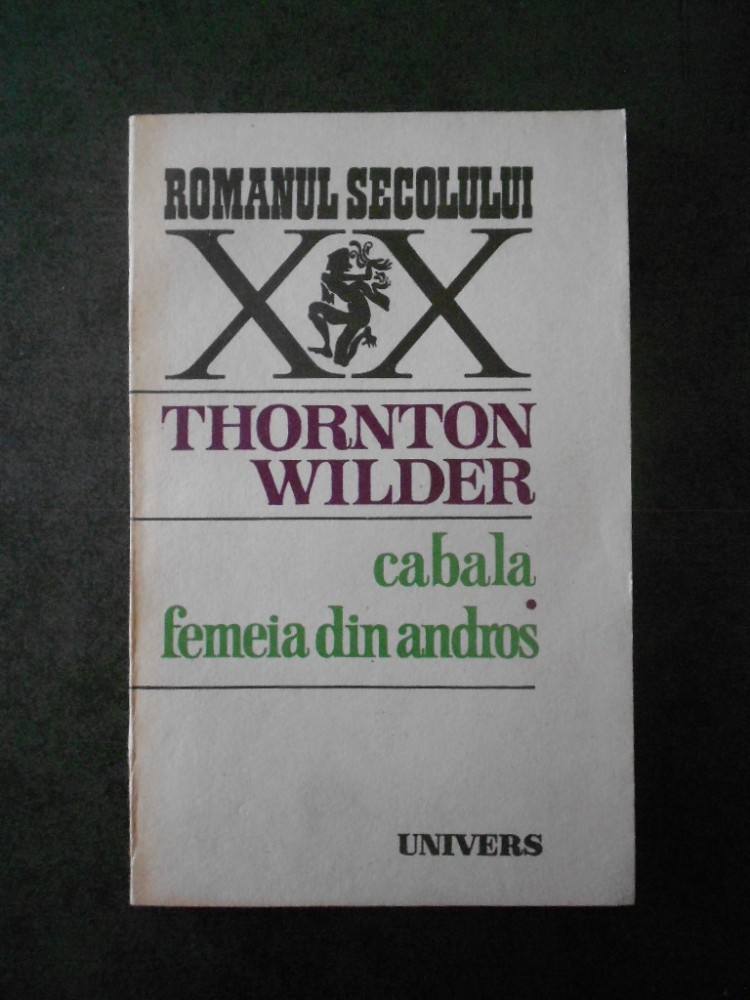 ROMANUL SECOLULUI
XX
THORNTON
WILDER
cabala
femeia din andros
UNIVERS